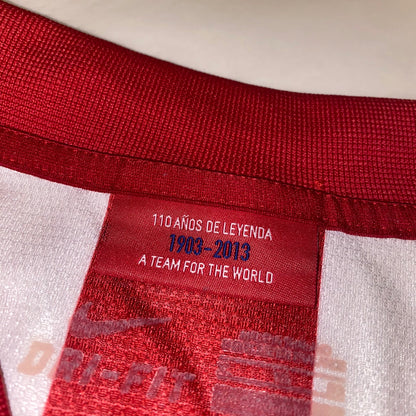 110 AÑOS DE LEYENDA
1903-2013
A TEAM FOR THE WORLD
DRI-FIT